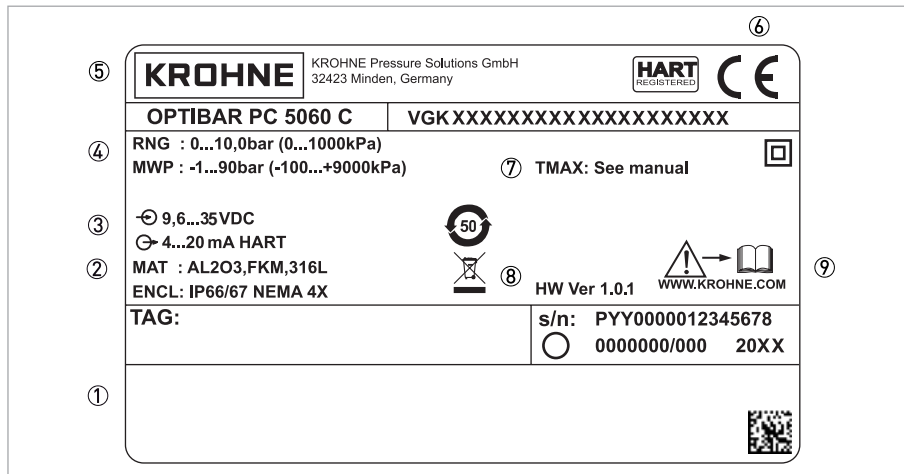 ⑥
⑤ KROHNE KROHNE Pressure Solutions GmbH
32423 Minden, Germany
HART
REGISTERED
CE
OPTIBAR PC 5060 C VGKXXXXXXXXXXXXXXXXXXXXX
④ RNG : 0...10,0bar (0...1000kPa)
MWP : -1...90bar (-100...+9000kPa) ⑦ TMAX: See manual
③ 9,6...35VDC
4...20 mA HART
50
② MAT : AL2O3,FKM,316L
ENCL: IP66/67 NEMA 4X ⑧ HW Ver 1.0.1 WWW.KROHNE.COM ⑨
TAG: s/n: PYY0000012345678
0000000/000 20XX
①